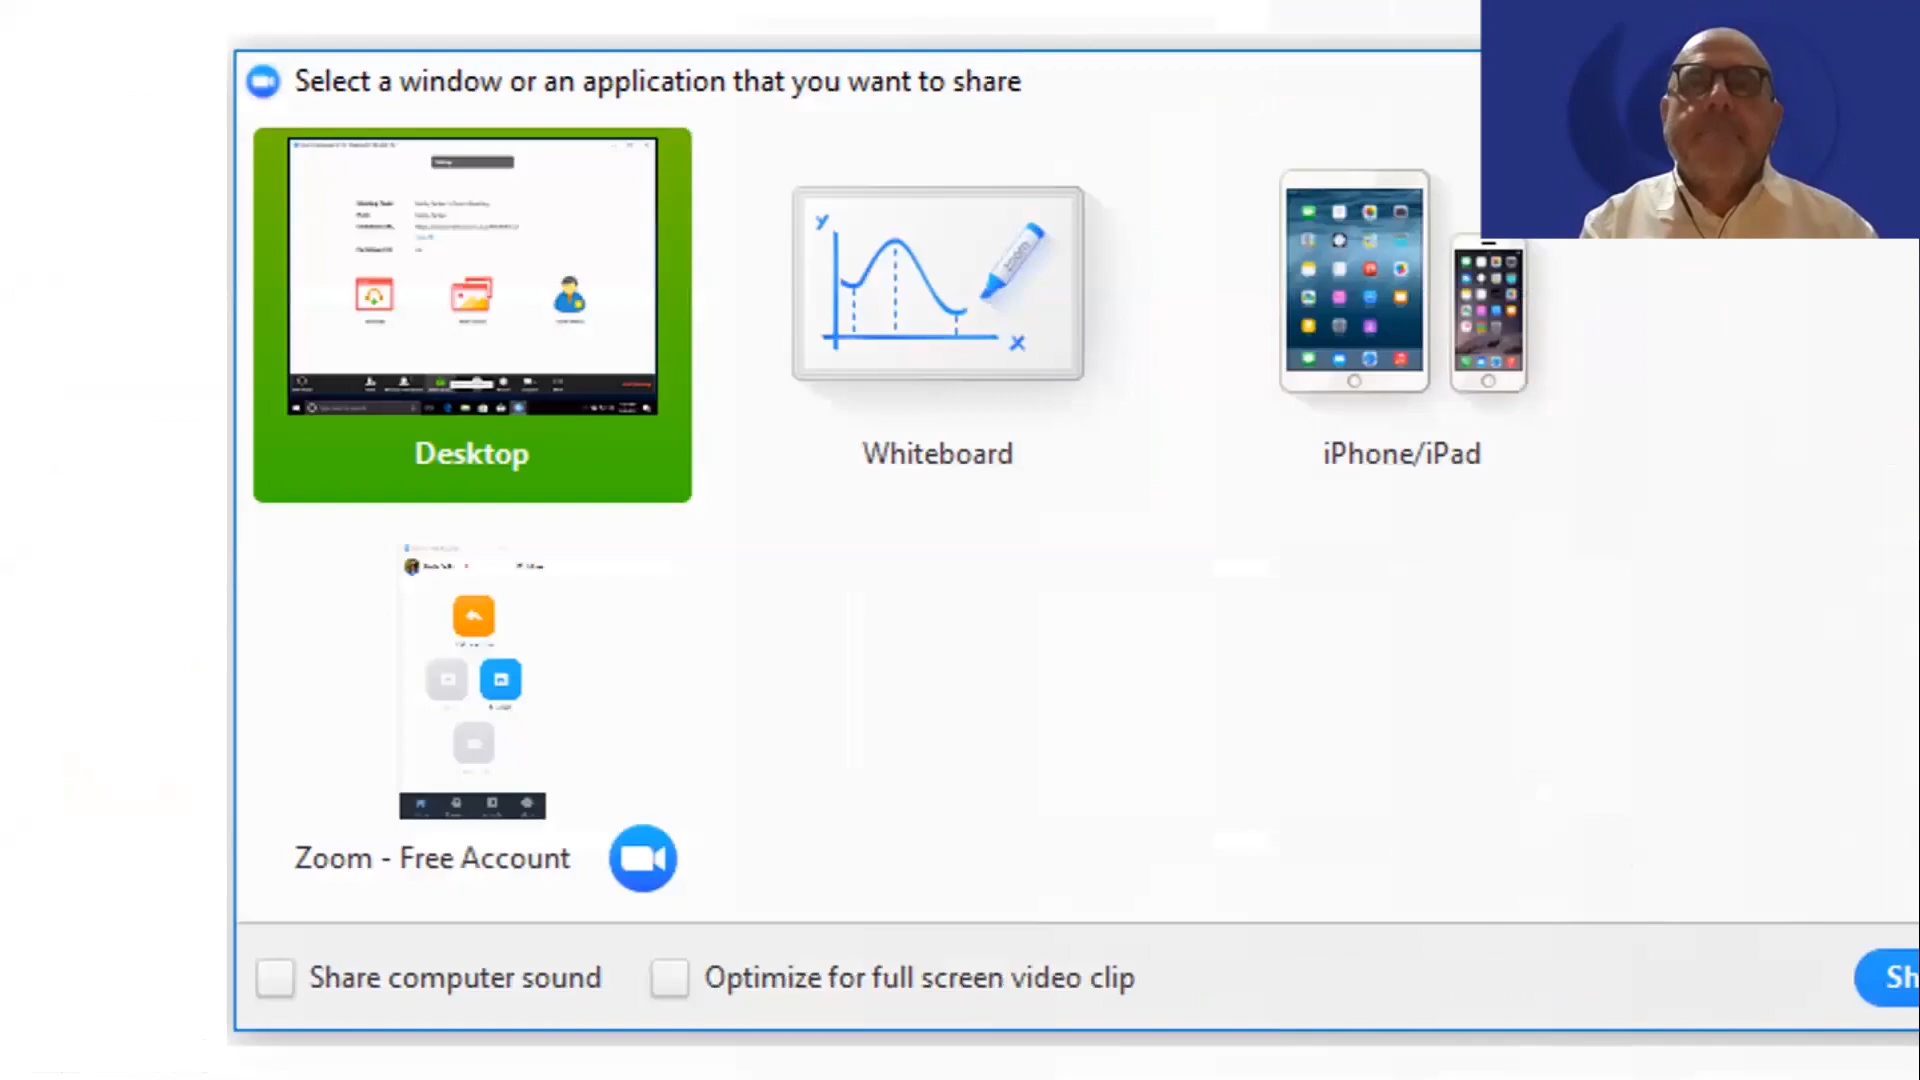 Select a window or an application that you want to share
y
zoom
x
Desktop
Whiteboard
iPhone/iPad
Zoom - Free Account
Share computer sound
Optimize for full screen video clip
Sh